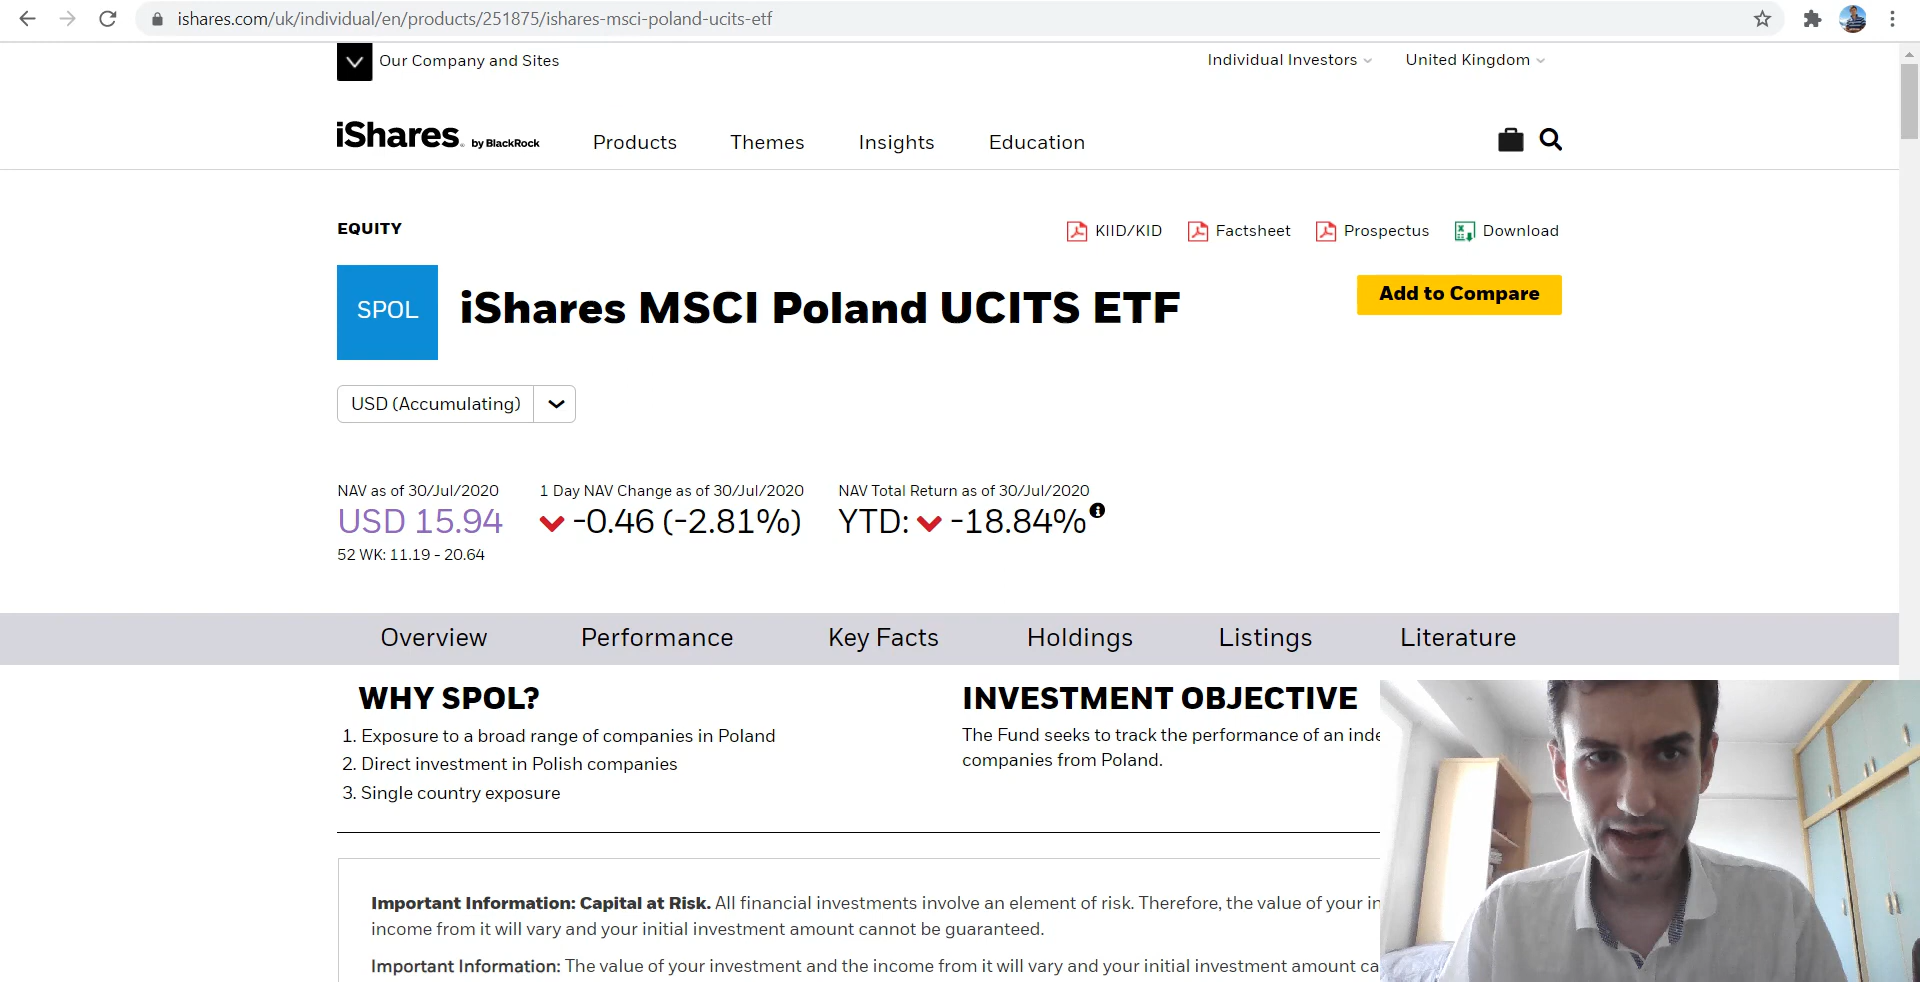 ishares.com/uk/individual/en/products/251875/ishares-msci-poland-ucits-etf
Our Company and Sites
Individual Investors
United Kingdom
iShares. by BlackRock
Products
Themes
Insights
Education
EQUITY
KIID/KID
Factsheet
Prospectus
Download
SPOL
iShares MSCI Poland UCITS ETF
Add to Compare
USD (Accumulating)
NAV as of 30/Jul/2020
USD 15.94
52 WK: 11.19 - 20.64
1 Day NAV Change as of 30/Jul/2020
-0.46 (-2.81%)
NAV Total Return as of 30/Jul/2020
YTD: -18.84%
Overview
Performance
Key Facts
Holdings
Listings
Literature
WHY SPOL?
1. Exposure to a broad range of companies in Poland
2. Direct investment in Polish companies
3. Single country exposure
INVESTMENT OBJECTIVE
The Fund seeks to track the performance of an inde
companies from Poland.
Important Information: Capital at Risk. All financial investments involve an element of risk. Therefore, the value of your in
income from it will vary and your initial investment amount cannot be guaranteed.
Important Information: The value of your investment and the income from it will vary and your initial investment amount ca